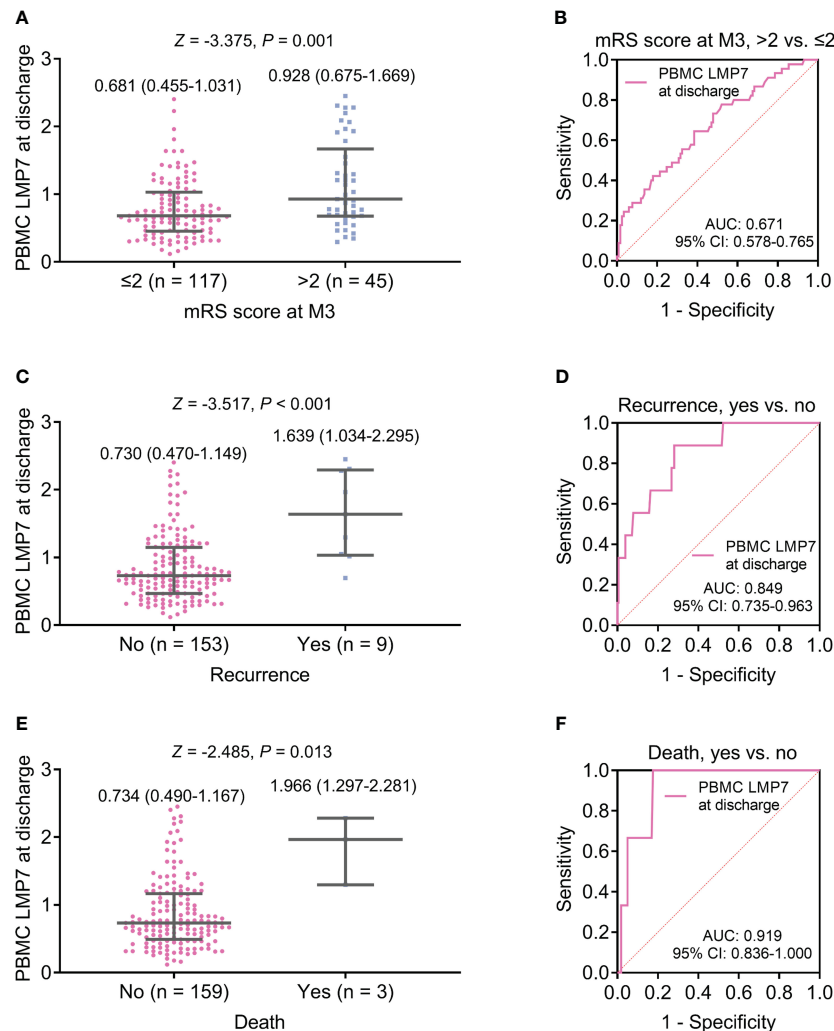 A
Z = -3.375, P = 0.001
0.681 (0.455-1.031)
0.928 (0.675-1.669)
PBMC LMP7 at discharge
3
2
1
0
≤2 (n = 117)
>2 (n = 45)
mRS score at M3
B
mRS score at M3, >2 vs. ≤2
PBMC LMP7
at discharge
Sensitivity
1.0
0.8
0.6
0.4
0.2
0.0
AUC: 0.671
95% CI: 0.578-0.765
0.0 0.2 0.4 0.6 0.8 1.0
1 - Specificity
C
Z = -3.517, P < 0.001
0.730 (0.470-1.149)
1.639 (1.034-2.295)
PBMC LMP7 at discharge
3
2
1
0
No (n = 153)
Yes (n = 9)
Recurrence
D
Recurrence, yes vs. no
Sensitivity
1.0
0.8
0.6
0.4
0.2
0.0
PBMC LMP7
at discharge
AUC: 0.849
95% CI: 0.735-0.963
0.0 0.2 0.4 0.6 0.8 1.0
1 - Specificity
E
Z = -2.485, P = 0.013
0.734 (0.490-1.167)
1.966 (1.297-2.281)
PBMC LMP7 at discharge
3
2
1
0
No (n = 159)
Yes (n = 3)
Death
F
Death, yes vs. no
PBMC LMP7
at discharge
Sensitivity
1.0
0.8
0.6
0.4
0.2
0.0
AUC: 0.919
95% CI: 0.836-1.000
0.0 0.2 0.4 0.6 0.8 1.0
1 - Specificity